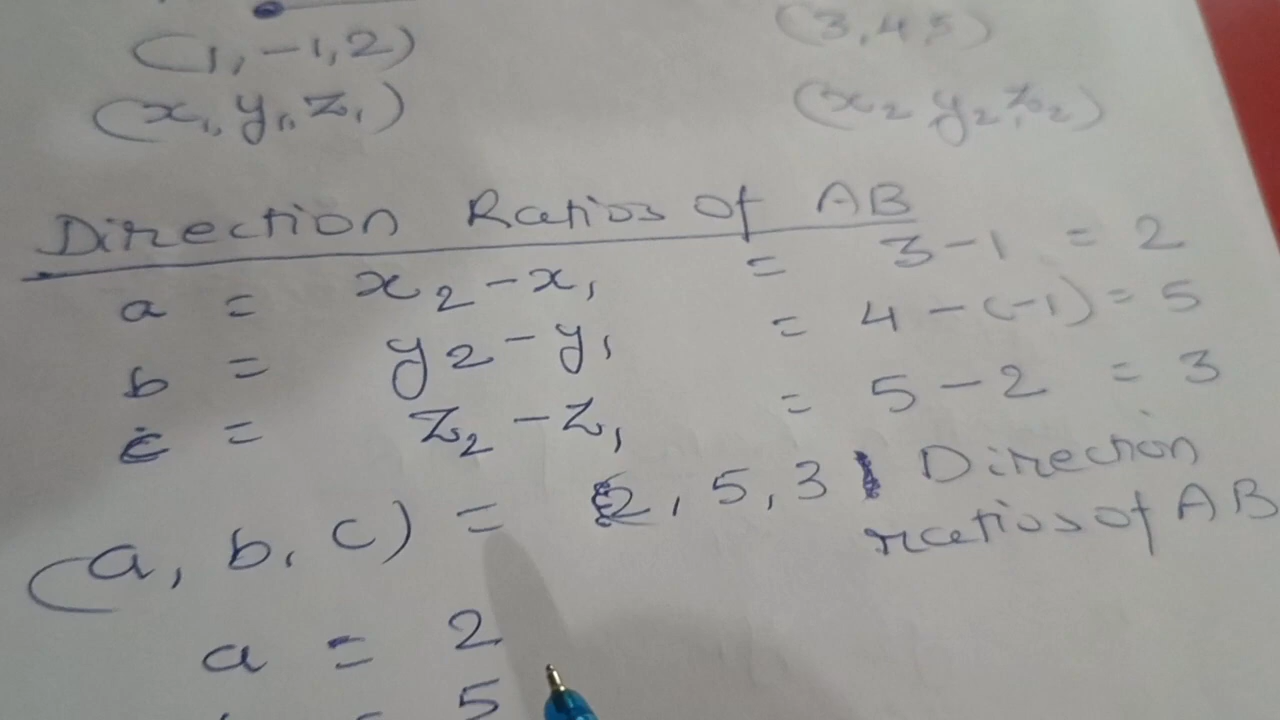 (1, -1, 2) (3, 4, 5)
(x₁, y₁, z₁) (x₂ y₂, z₂)
Direction Ratios Of AB
a = x₂ - x₁ = 3 - 1 = 2
b = y₂ - y₁ = 4 - (-1) = 5
c = z₂ - z₁ = 5 - 2 = 3
(a, b, c) = 2, 5, 3 Direction
ratios of AB
a = 2
= 5